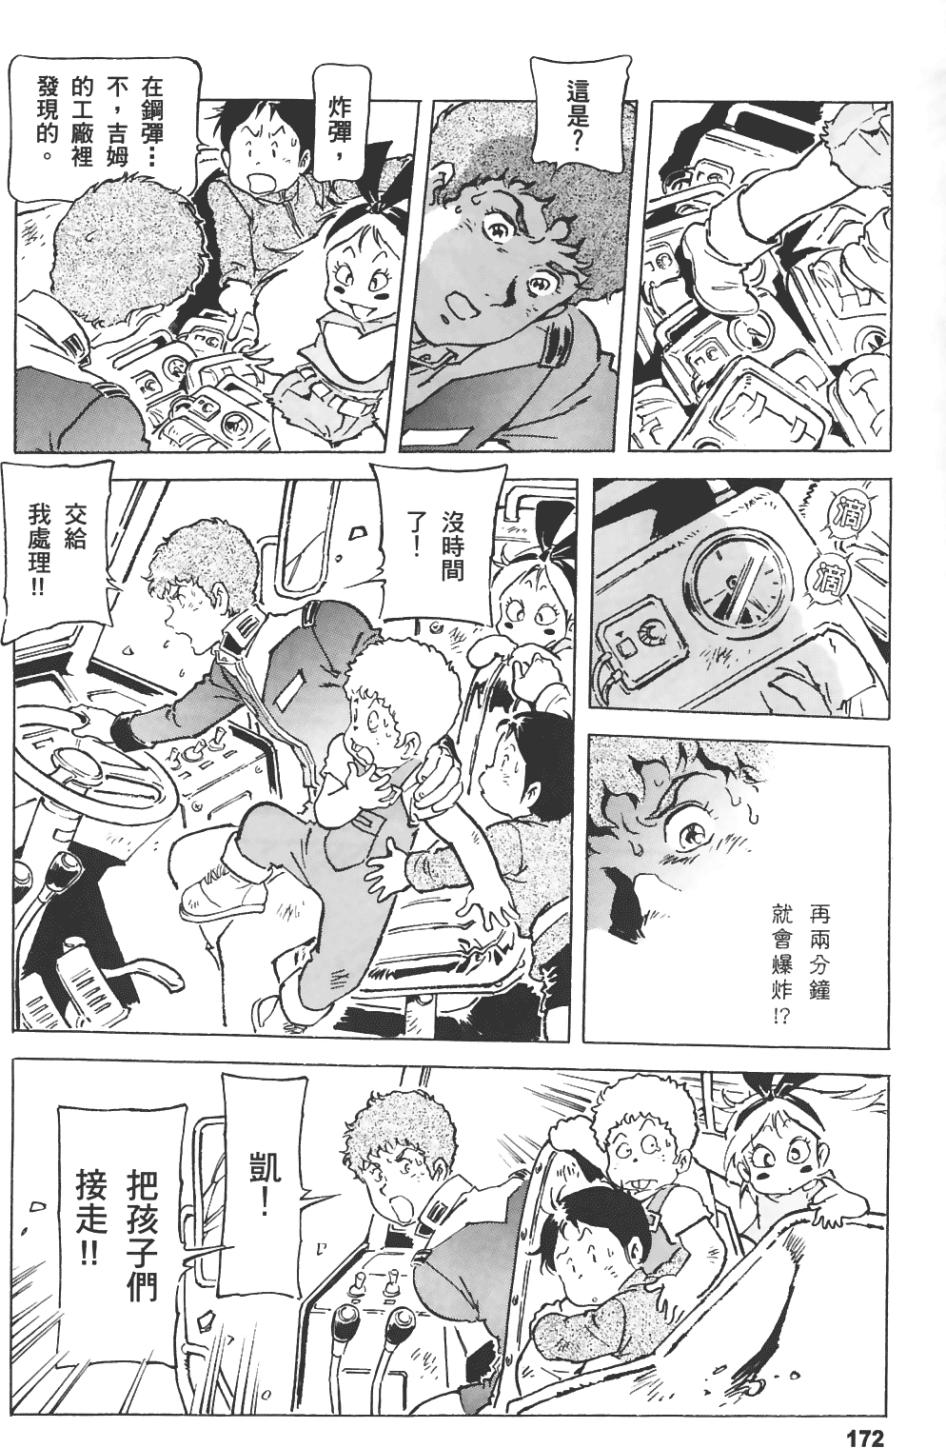 這是?
炸彈,
在鋼彈…
不,吉姆
的工廠裡
發現的。
滴
滴
再兩分鐘
就會爆炸!?
沒時間
了!
交給
我處理!!
凱!
把孩子們
接走!!
172